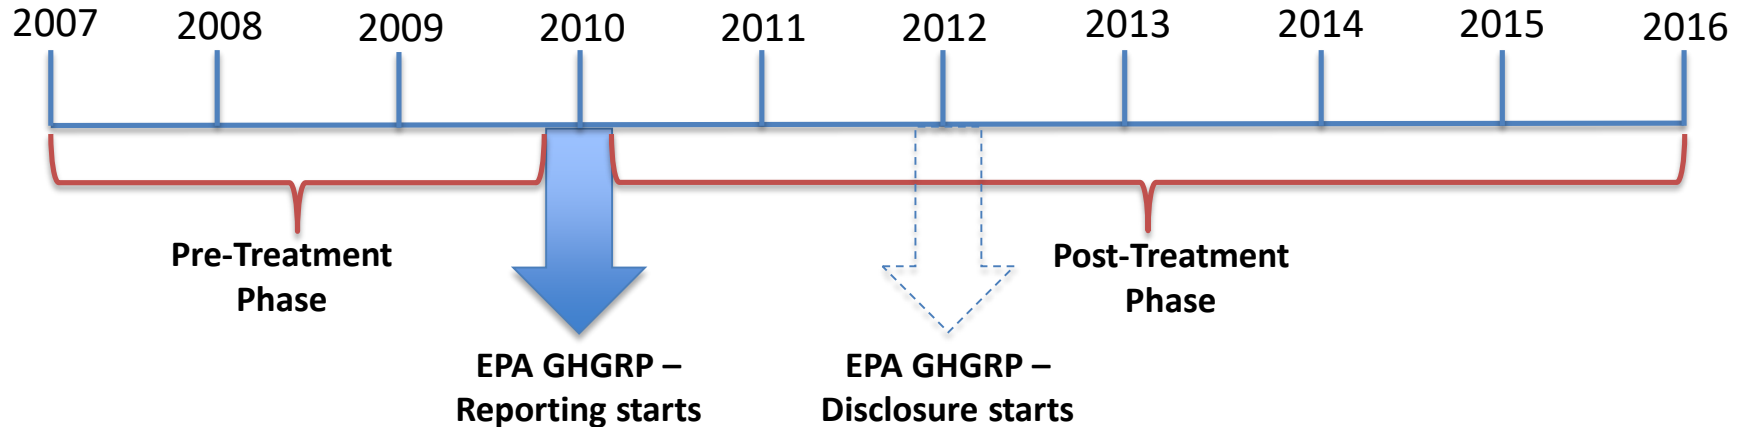 2007 2008 2009 2010 2011 2012 2013 2014 2015 2016
Pre-Treatment
Phase
Post-Treatment
Phase
EPA GHGRP –
Reporting starts
EPA GHGRP –
Disclosure starts